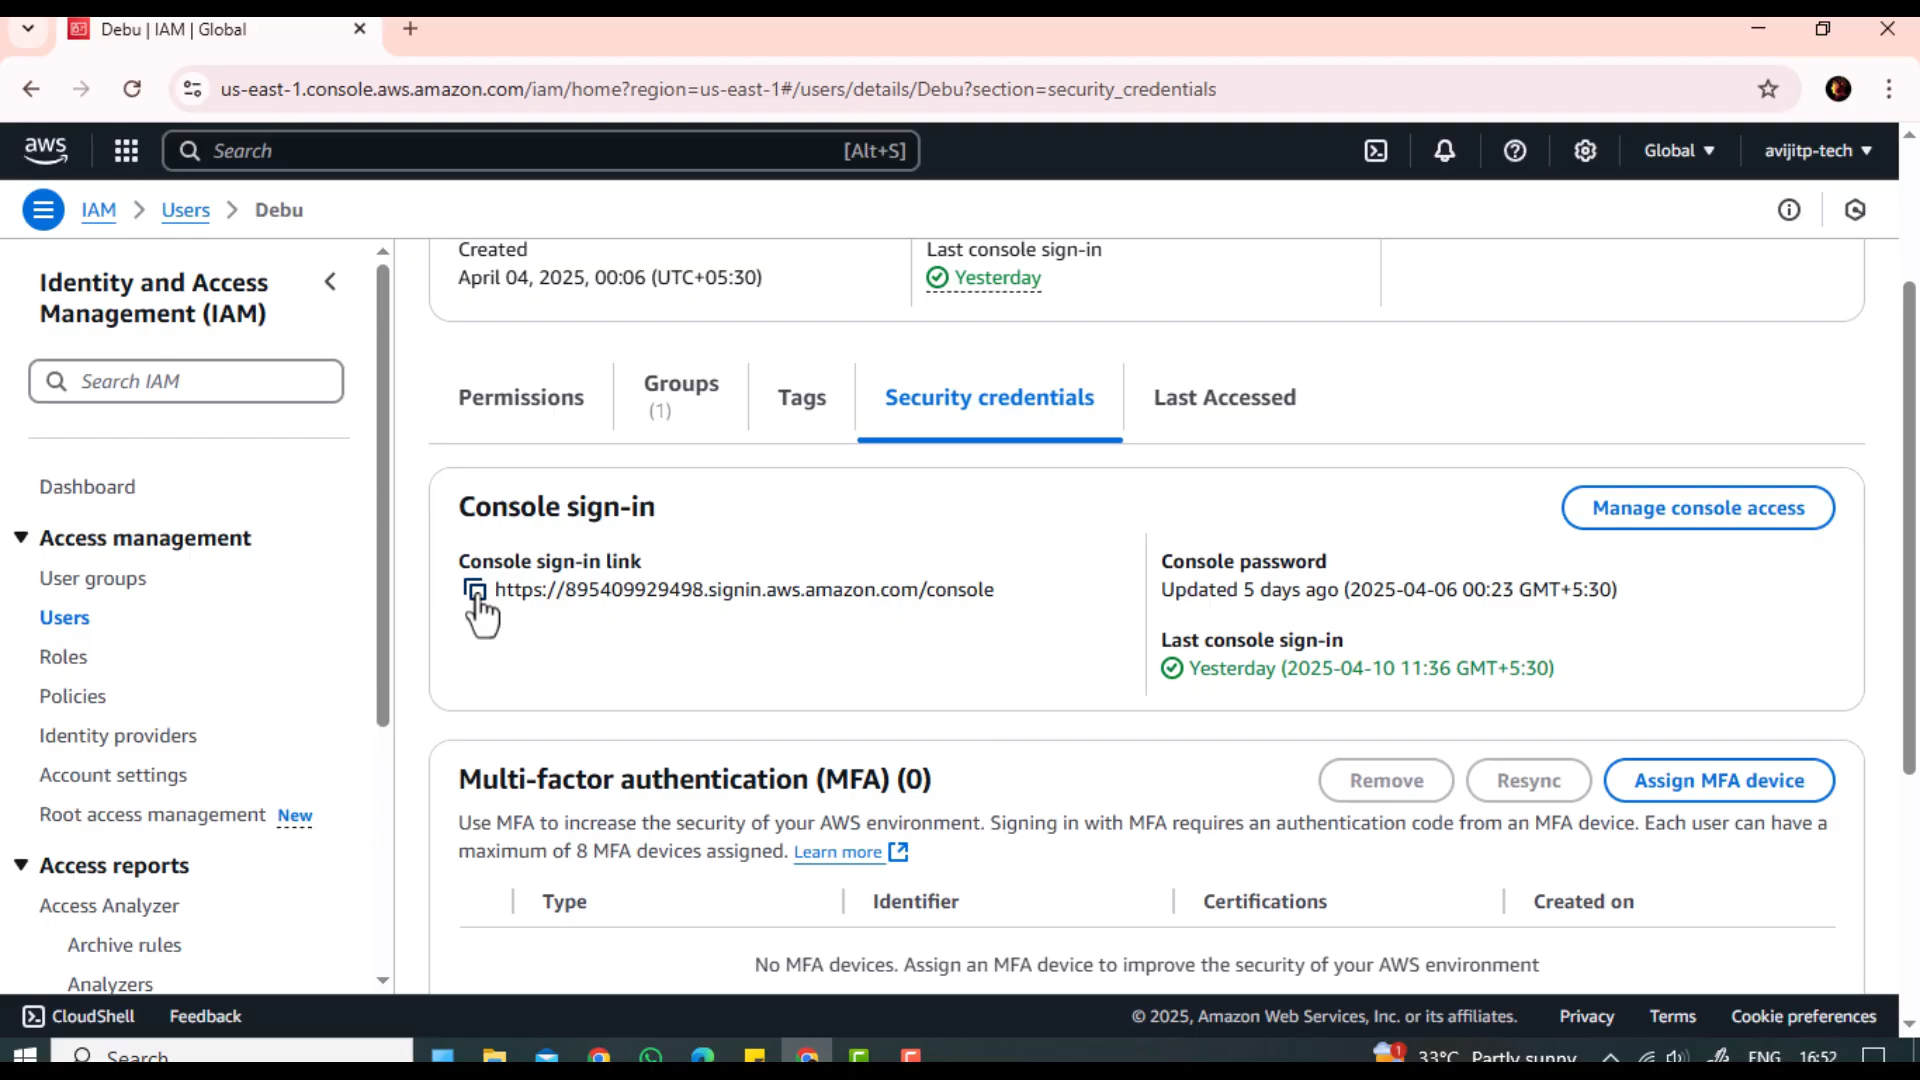 Debu | IAM | Global
us-east-1.console.aws.amazon.com/iam/home?region=us-east-1#/users/details/Debu?section=security_credentials
aws
Search
[Alt+S]
Global
avijitp-tech
IAM
Users
Debu
Identity and Access
Management (IAM)
Search IAM
Dashboard
Access management
User groups
Users
Roles
Policies
Identity providers
Account settings
Root access management New
Access reports
Access Analyzer
Archive rules
Analyzers
Created
April 04, 2025, 00:06 (UTC+05:30)
Last console sign-in
Yesterday
Permissions
Groups
(1)
Tags
Security credentials
Last Accessed
Console sign-in
Manage console access
Console sign-in link
https://895409929498.signin.aws.amazon.com/console
Console password
Updated 5 days ago (2025-04-06 00:23 GMT+5:30)
Last console sign-in
Yesterday (2025-04-10 11:36 GMT+5:30)
Multi-factor authentication (MFA) (0)
Remove
Resync
Assign MFA device
Use MFA to increase the security of your AWS environment. Signing in with MFA requires an authentication code from an MFA device. Each user can have a
maximum of 8 MFA devices assigned. Learn more
Type
Identifier
Certifications
Created on
No MFA devices. Assign an MFA device to improve the security of your AWS environment
CloudShell
Feedback
© 2025, Amazon Web Services, Inc. or its affiliates.
Privacy
Terms
Cookie preferences
Search
1
33°C Partly sunny
ENG
16:52